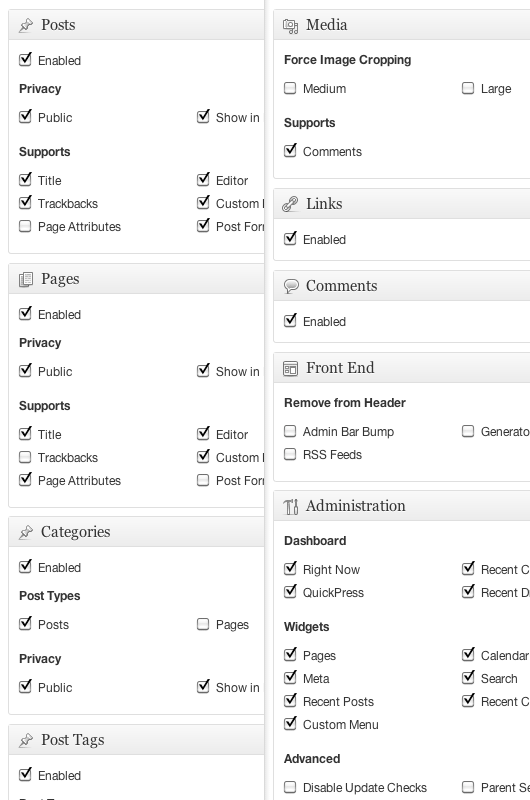 Posts
Enabled
Privacy
Public Show in
Supports
Title Editor
Trackbacks Custom
Page Attributes Post
Pages
Enabled
Privacy
Public Show in
Supports
Title Editor
Trackbacks Custom
Page Attributes Post
Categories
Enabled
Post Types
Posts Pages
Privacy
Public Show in
Post Tags
Enabled
Media
Force Image Cropping
Medium Large
Supports
Comments
Links
Enabled
Comments
Enabled
Front End
Remove from Header
Admin Bar Bump
RSS Feeds
Administration
Dashboard
Right Now Recent
QuickPress Recent
Widgets
Pages Calendar
Meta Search
Recent Posts Recent
Custom Menu
Advanced
Disable Update Checks Parent